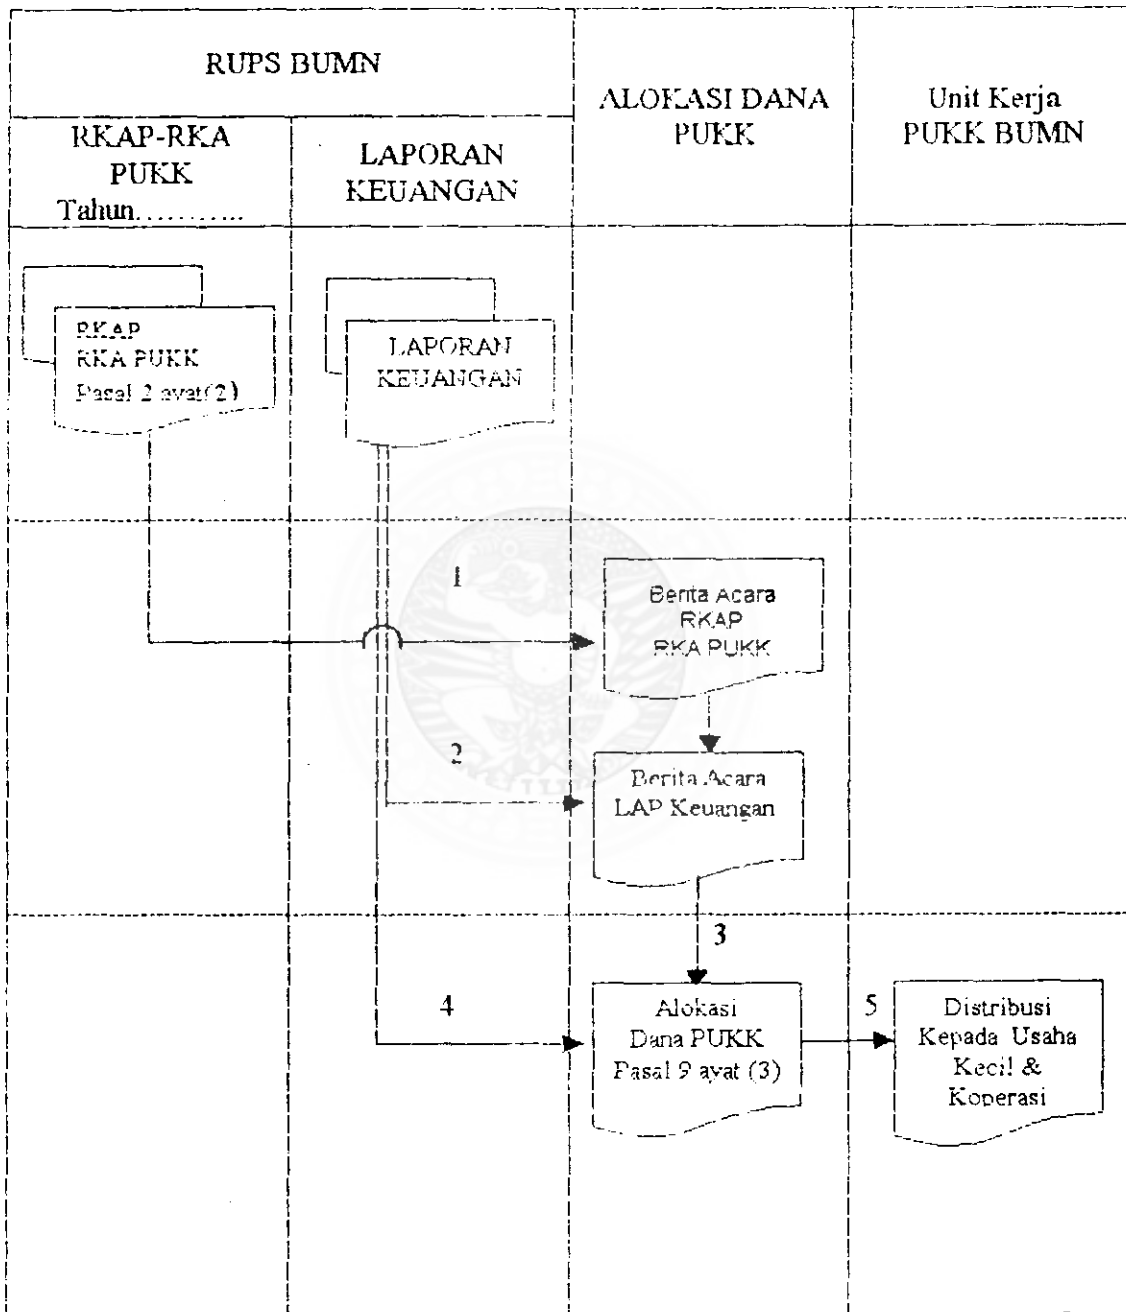 RUPS BUMN
ALOKASI DANA
PUKK
Unit Kerja
PUKK BUMN
RKAP-RKA
PUKK
Tahun...........
LAPORAN
KEUANGAN
RKAP
RKA PUKK
Pasal 2 ayat(2)
LAPORAN
KEUANGAN
1
Berita Acara
RKAP
RKA PUKK
2
Berita Acara
LAP Keuangan
3
4
Alokasi
Dana PUKK
Pasal 9 ayat (3)
5
Distribusi
Kepada Usaha
Kecil &
Koperasi